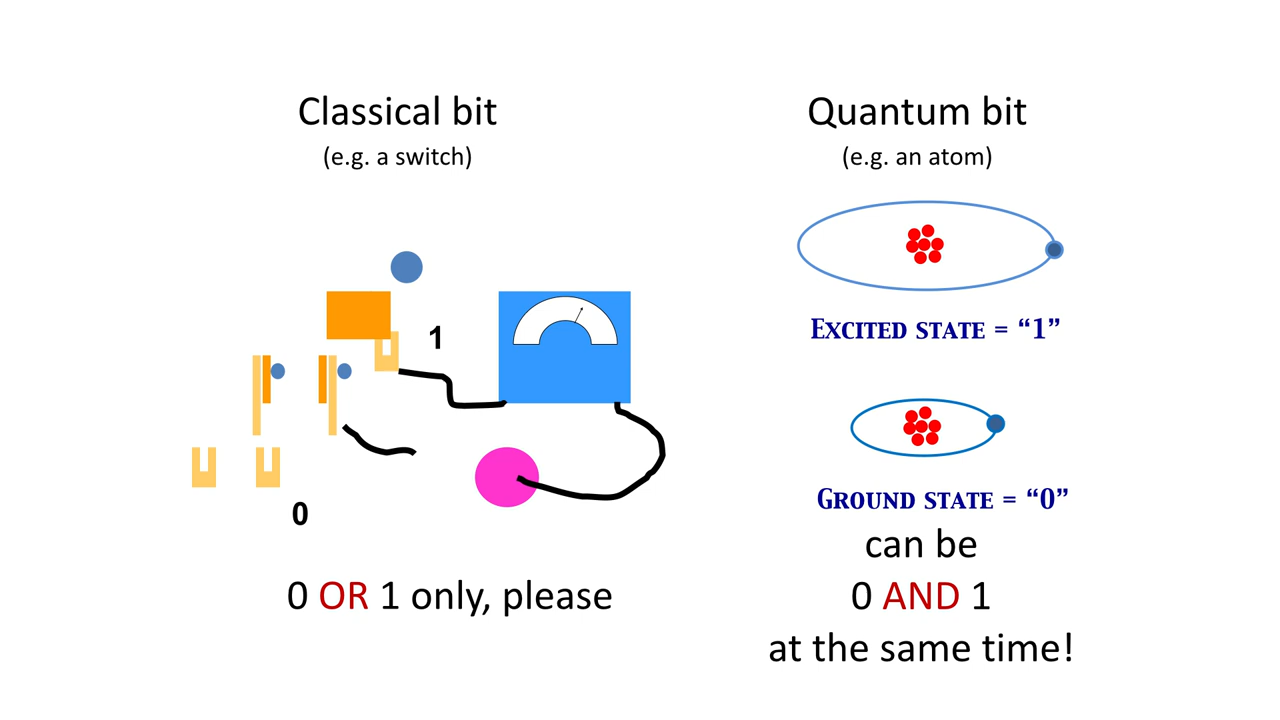 Classical bit
(e.g. a switch)
1
0
0 OR 1 only, please
Quantum bit
(e.g. an atom)
EXCITED STATE = “1”
GROUND STATE = “0”
can be
0 AND 1
at the same time!